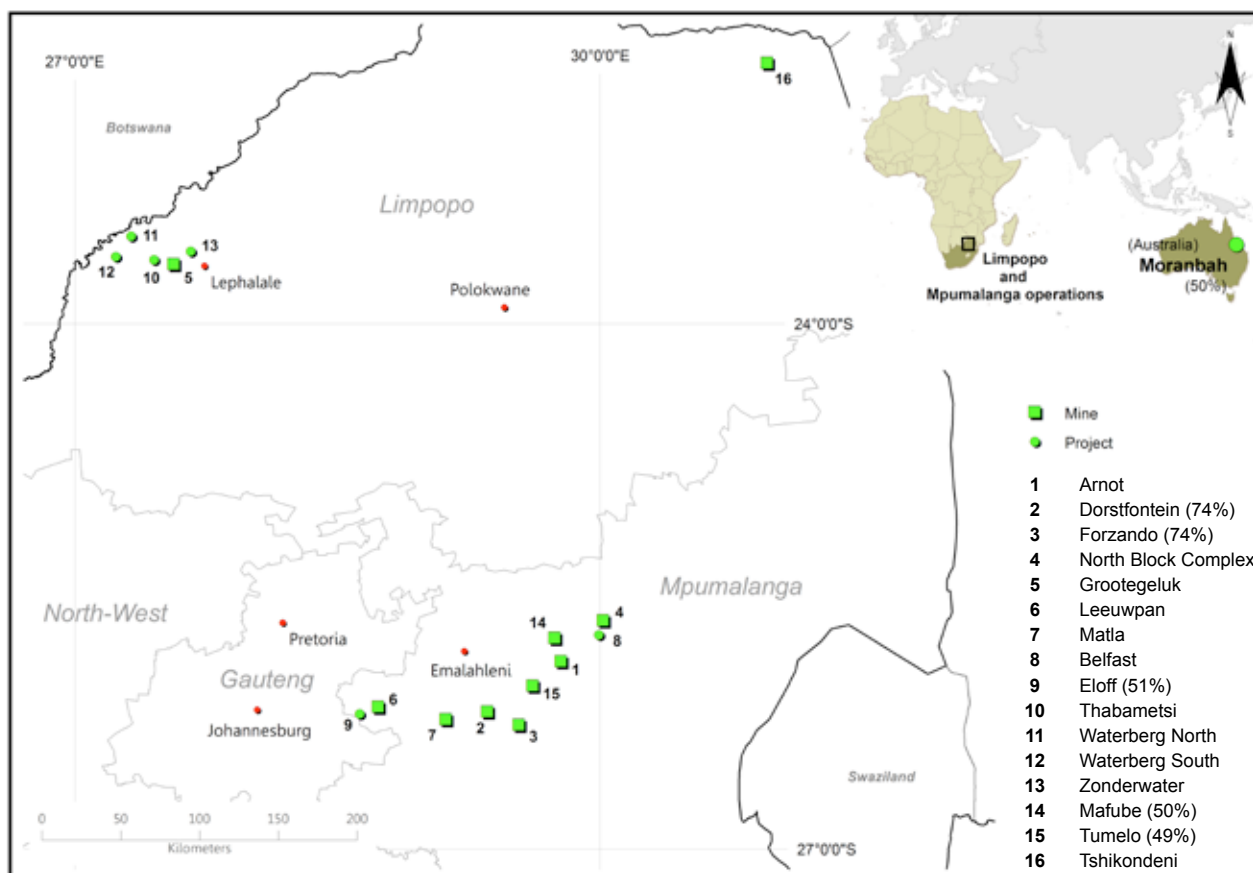 27°0'0"E
30°0'0"E
16
N
S
Botswana
Limpopo
11
13
12
10
5
Lephalale
Polokwane
24°0'0"S
(Australia)
Moranbah
(50%)
Limpopo
and
Mpumalanga operations
Mine
Project
1 Arnot
2 Dorstfontein (74%)
3 Forzando (74%)
4 North Block Complex
5 Grootegeluk
6 Leeuwpan
7 Matla
8 Belfast
9 Eloff (51%)
10 Thabametsi
11 Waterberg North
12 Waterberg South
13 Zonderwater
14 Mafube (50%)
15 Tumelo (49%)
16 Tshikondeni
Mpumalanga
North-West
Pretoria
Gauteng
Johannesburg
Emalahleni
14
4
8
1
15
6
9
7
2
3
Swaziland
0 50 100 200
Kilometers
27°0'0"S